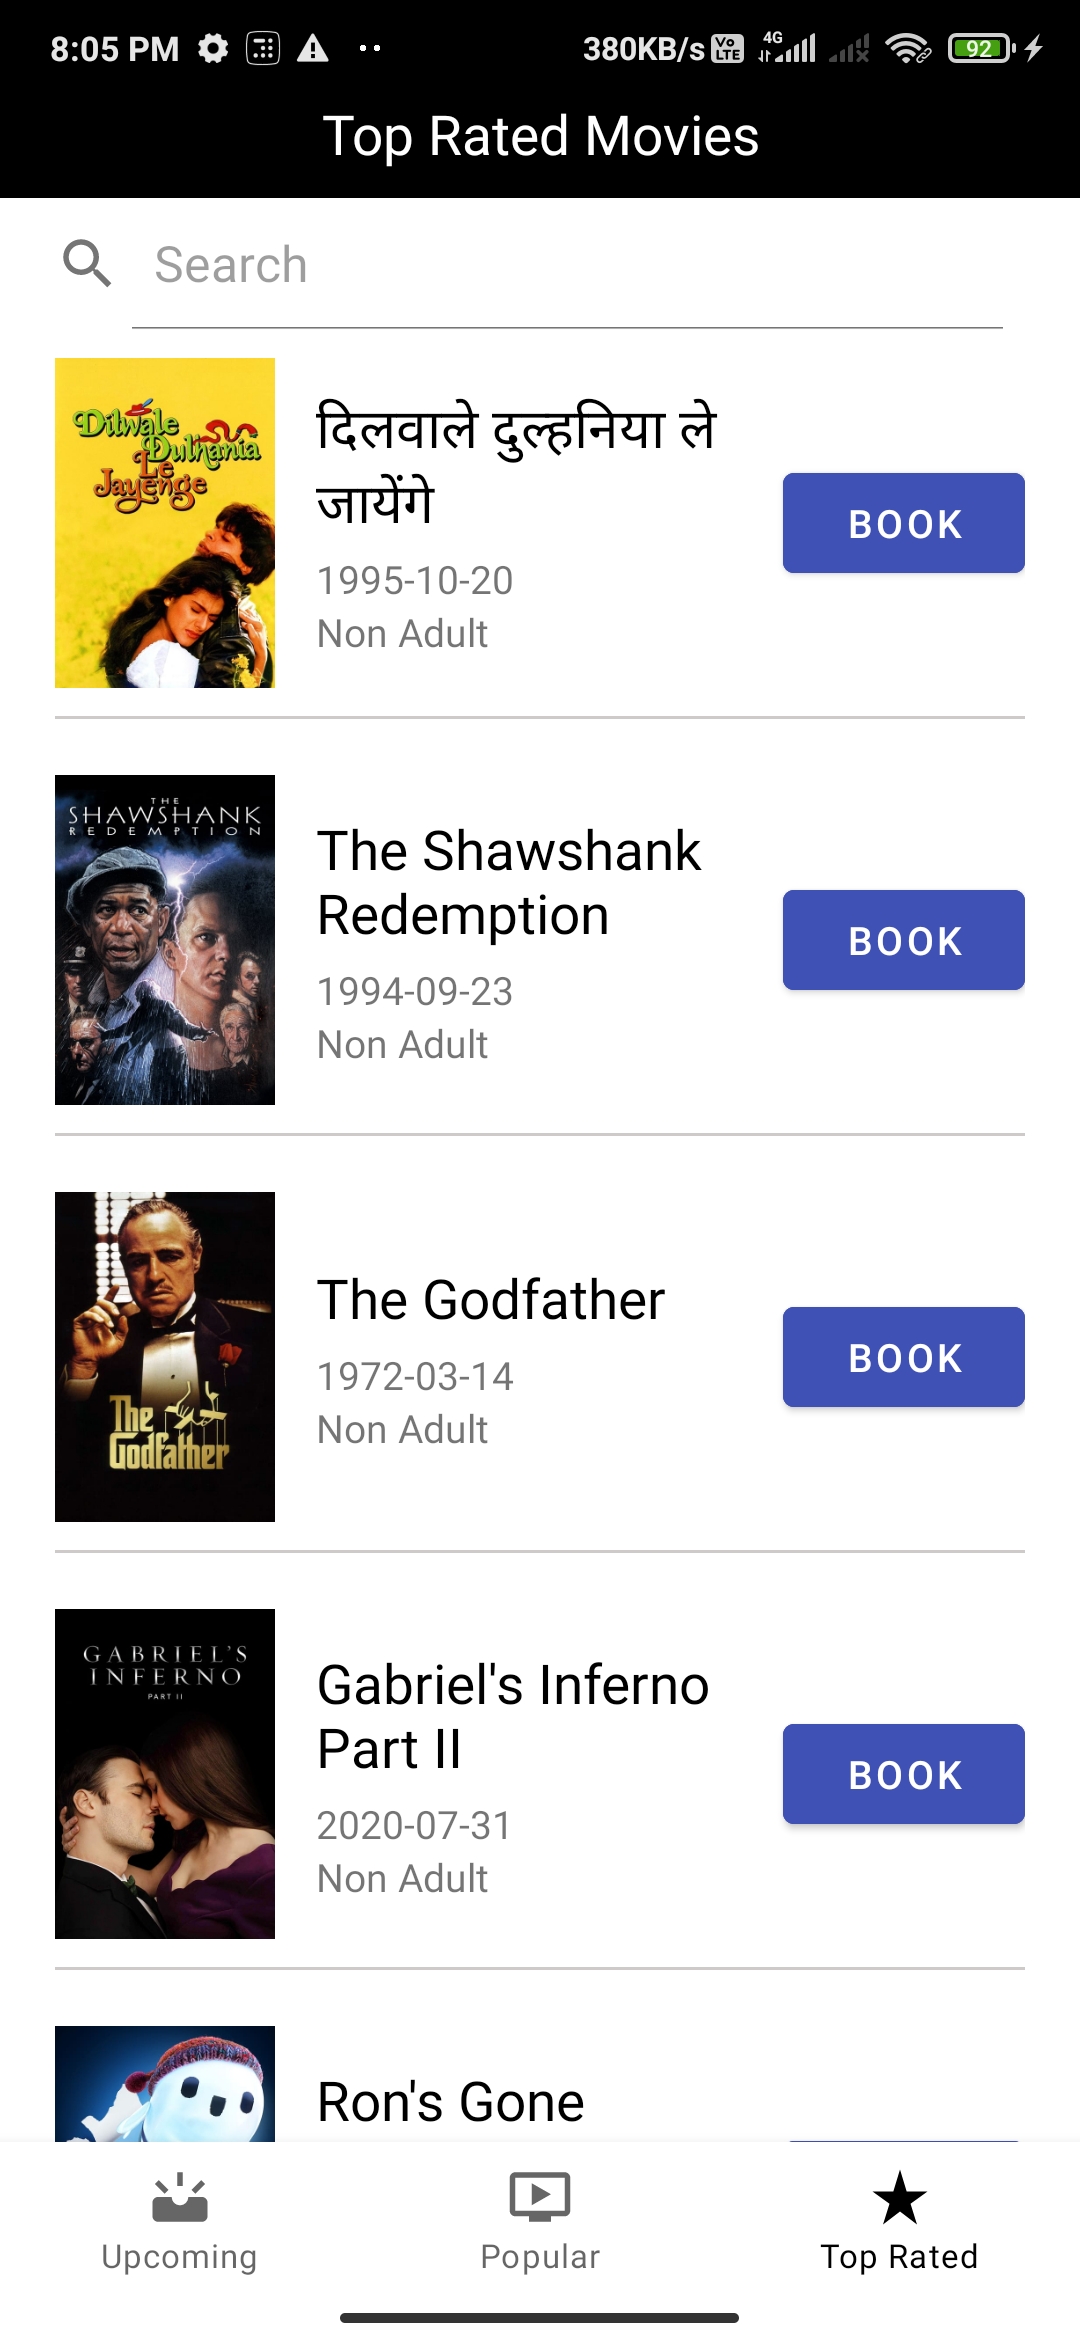 8:05 PM 380KB/s Vo LTE 4G 92
Top Rated Movies
Search
Dilwale
Dulhania
Le
Jayenge
दिलवाले दुल्हनिया ले
जायेंगे
1995-10-20
Non Adult
BOOK
THE
SHAWSHANK
REDEMPTION
The Shawshank
Redemption
1994-09-23
Non Adult
BOOK
The
Godfather
The Godfather
1972-03-14
Non Adult
BOOK
GABRIEL'S
INFERNO
PART II
Gabriel's Inferno
Part II
2020-07-31
Non Adult
BOOK
Ron's Gone
Upcoming Popular Top Rated